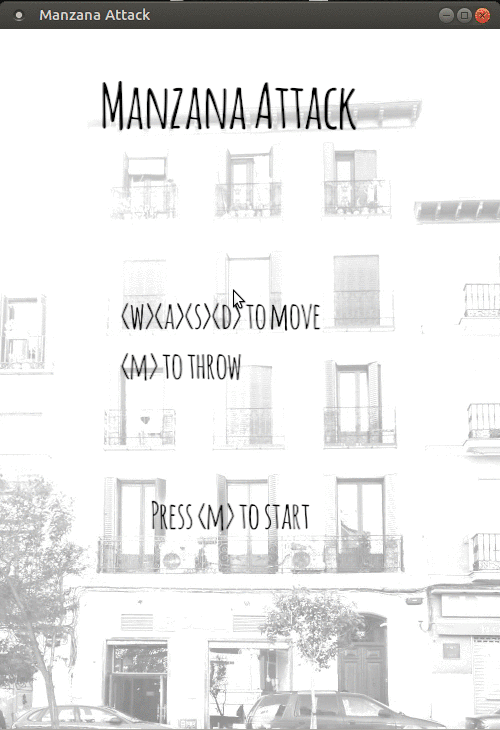 Manzana Attack
Manzana Attack
<W><A><S><D> to move
<M> to throw
Press <M> to start